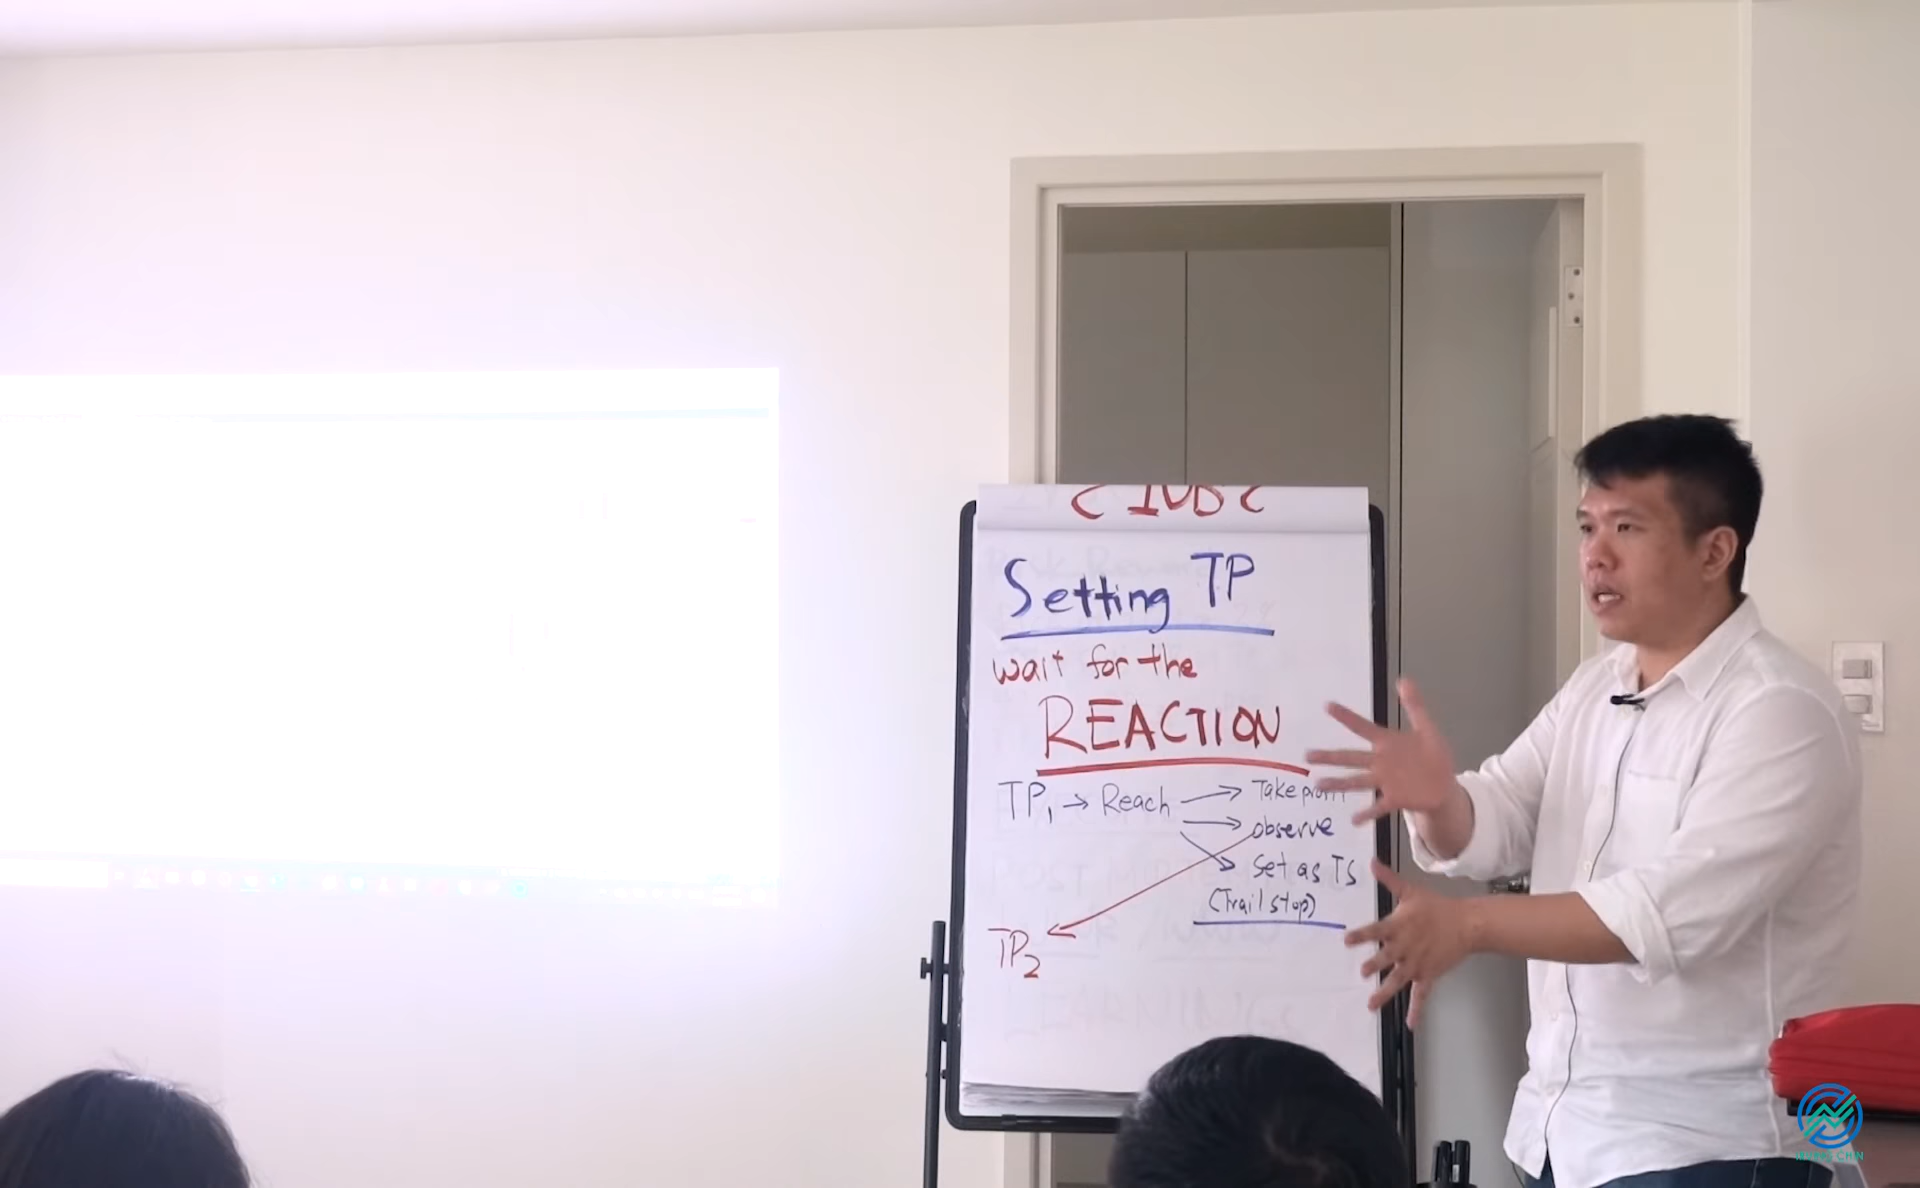 Setting TP
wait for the
REACTION
TP1 → Reach → Take profit
→ observe
→ Set as TS
(Trail stop)
TP2